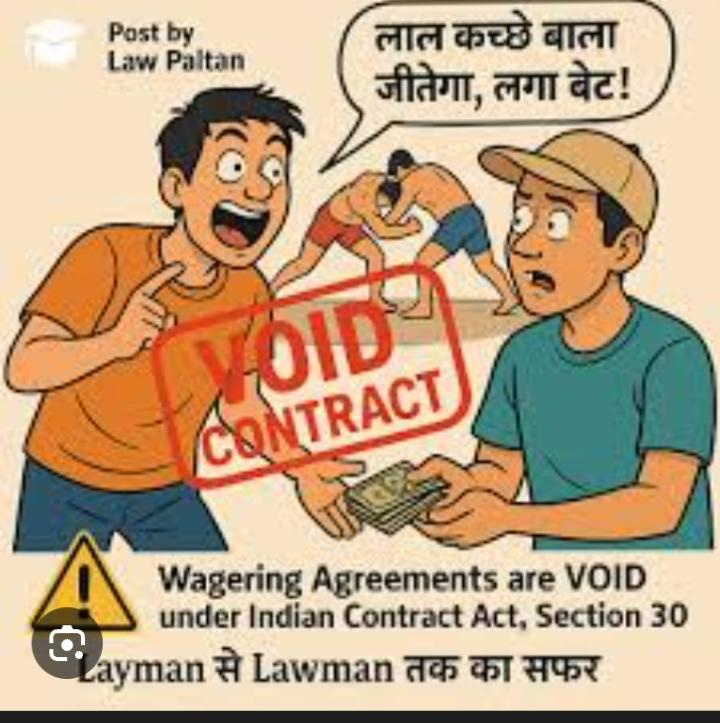 Post by
Law Paltan
लाल कच्छे बाला
जीतेगा, लगा बेट!
VOID
CONTRACT
Wagering Agreements are VOID
under Indian Contract Act, Section 30
Layman से Lawman तक का सफर